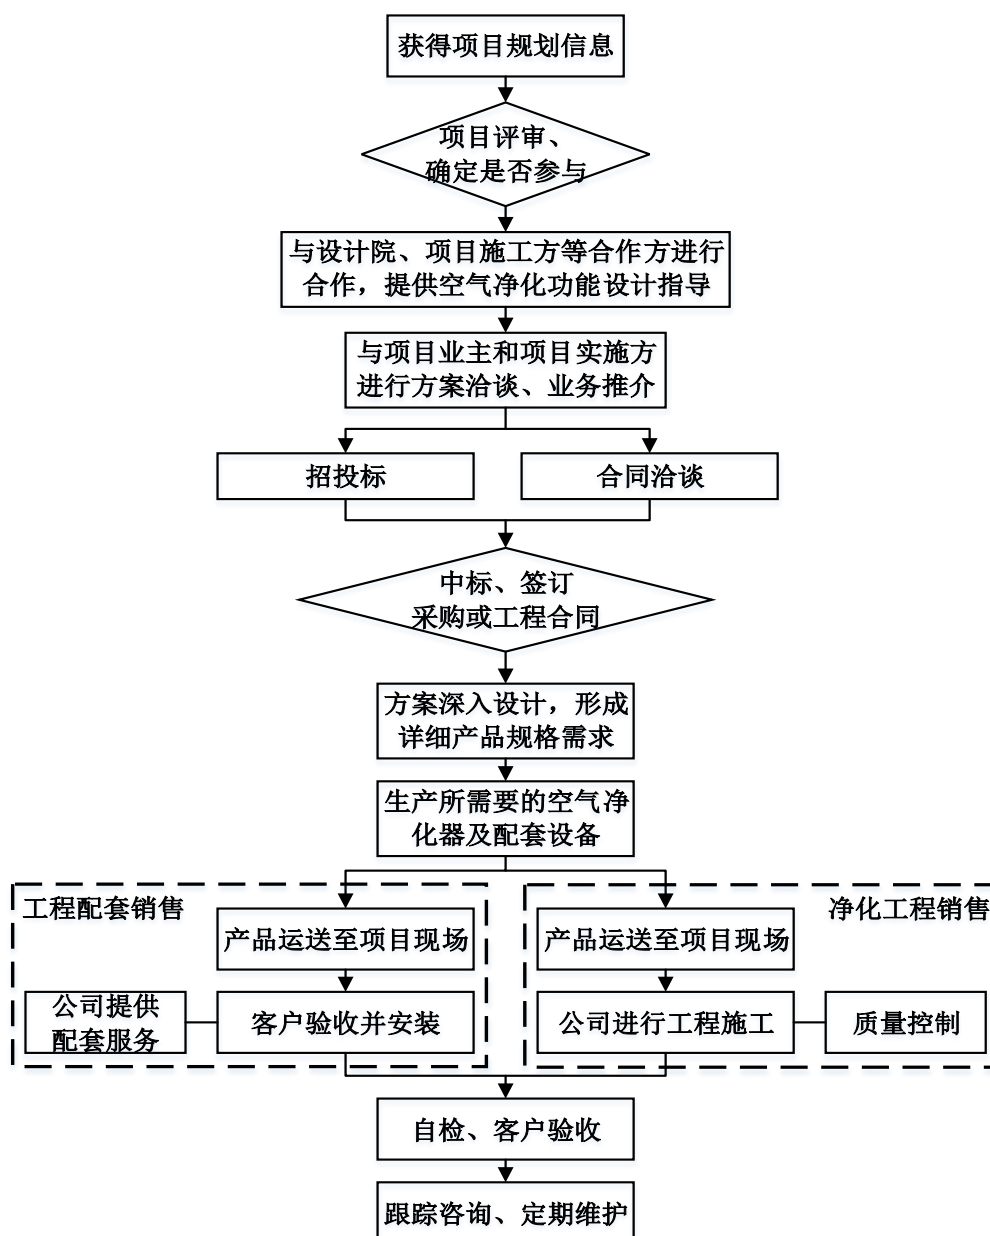 获得项目规划信息
项目评审、
确定是否参与
与设计院、项目施工方等合作方进行
合作，提供空气净化功能设计指导
与项目业主和项目实施方
进行方案洽谈、业务推介
招投标
合同洽谈
中标、签订
采购或工程合同
方案深入设计，形成
详细产品规格需求
生产所需要的空气净
化器及配套设备
工程配套销售
产品运送至项目现场
公司提供
配套服务
客户验收并安装
净化工程销售
产品运送至项目现场
公司进行工程施工
质量控制
自检、客户验收
跟踪咨询、定期维护